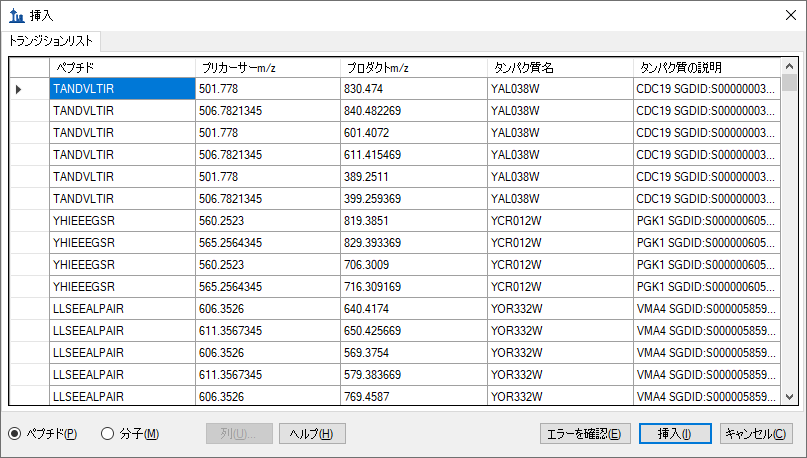 挿入
トランジションリスト
ペプチド プリカーサーm/z プロダクトm/z タンパク質名 タンパク質の説明
TANDVLTIR 501.778 830.474 YAL038W CDC19 SGDID:S00000003...
TANDVLTIR 506.7821345 840.482269 YAL038W CDC19 SGDID:S00000003...
TANDVLTIR 501.778 601.4072 YAL038W CDC19 SGDID:S00000003...
TANDVLTIR 506.7821345 611.415469 YAL038W CDC19 SGDID:S00000003...
TANDVLTIR 501.778 389.2511 YAL038W CDC19 SGDID:S00000003...
TANDVLTIR 506.7821345 399.259369 YAL038W CDC19 SGDID:S00000003...
YHIEEEGSR 560.2523 819.3851 YCR012W PGK1 SGDID:S000000605...
YHIEEEGSR 565.2564345 829.393369 YCR012W PGK1 SGDID:S000000605...
YHIEEEGSR 560.2523 706.3009 YCR012W PGK1 SGDID:S000000605...
YHIEEEGSR 565.2564345 716.309169 YCR012W PGK1 SGDID:S000000605...
LLSEEALPAIR 606.3526 640.4174 YOR332W VMA4 SGDID:S000005859...
LLSEEALPAIR 611.3567345 650.425669 YOR332W VMA4 SGDID:S000005859...
LLSEEALPAIR 606.3526 569.3754 YOR332W VMA4 SGDID:S000005859...
LLSEEALPAIR 611.3567345 579.383669 YOR332W VMA4 SGDID:S000005859...
LLSEEALPAIR 606.3526 769.4587 YOR332W VMA4 SGDID:S000005859...
ペプチド(P) 分子(M) 列(U)... ヘルプ(H) エラーを確認(E) 挿入(I) キャンセル(C)